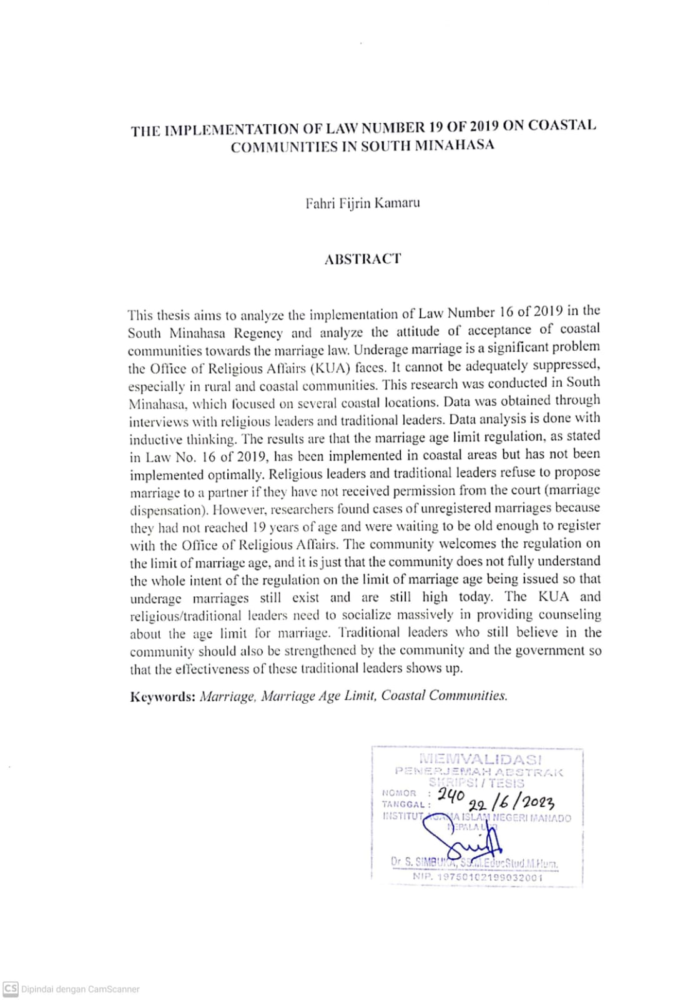 THE IMPLEMENTATION OF LAW NUMBER 19 OF 2019 ON COASTAL
COMMUNITIES IN SOUTH MINAHASA
Fahri Fijrin Kamaru
ABSTRACT
This thesis aims to analyze the implementation of Law Number 16 of 2019 in the
South Minahasa Regency and analyze the attitude of acceptance of coastal
communities towards the marriage law. Underage marriage is a significant problem
the Office of Religious Affairs (KUA) faces. It cannot be adequately suppressed,
especially in rural and coastal communities. This research was conducted in South
Minahasa, which focused on several coastal locations. Data was obtained through
interviews with religious leaders and traditional leaders. Data analysis is done with
inductive thinking. The results are that the marriage age limit regulation, as stated
in Law No. 16 of 2019, has been implemented in coastal areas but has not been
implemented optimally. Religious leaders and traditional leaders refuse to propose
marriage to a partner if they have not received permission from the court (marriage
dispensation). However, researchers found cases of unregistered marriages because
they had not reached 19 years of age and were waiting to be old enough to register
with the Office of Religious Affairs. The community welcomes the regulation on
the limit of marriage age, and it is just that the community does not fully understand
the whole intent of the regulation on the limit of marriage age being issued so that
underage marriages still exist and are still high today. The KUA and
religious/traditional leaders need to socialize massively in providing counseling
about the age limit for marriage. Traditional leaders who still believe in the
community should also be strengthened by the community and the government so
that the effectiveness of these traditional leaders shows up.
Keywords: Marriage, Marriage Age Limit, Coastal Communities.
MEMVALIDASI
PENERJEMAH ABSTRAK
SKRIPSI / TESIS
NOMOR : 240
TANGGAL : 22/6/2023
INSTITUT AGAMA ISLAM NEGERI MANADO
KEPALA
Dr S. SIMBUKA, SS.M.EducStud.M.Hum.
NIP. 19750102199032001
CS Dipindai dengan CamScanner